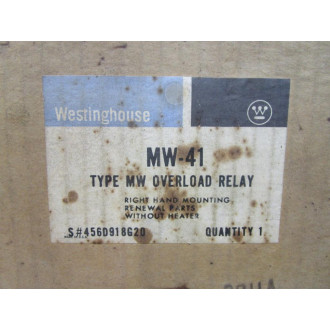 Westinghouse
W
MW-41
TYPE MW OVERLOAD RELAY
RIGHT HAND MOUNTING
RENEWAL PARTS
WITHOUT HEATER
S#456D918G20 QUANTITY 1